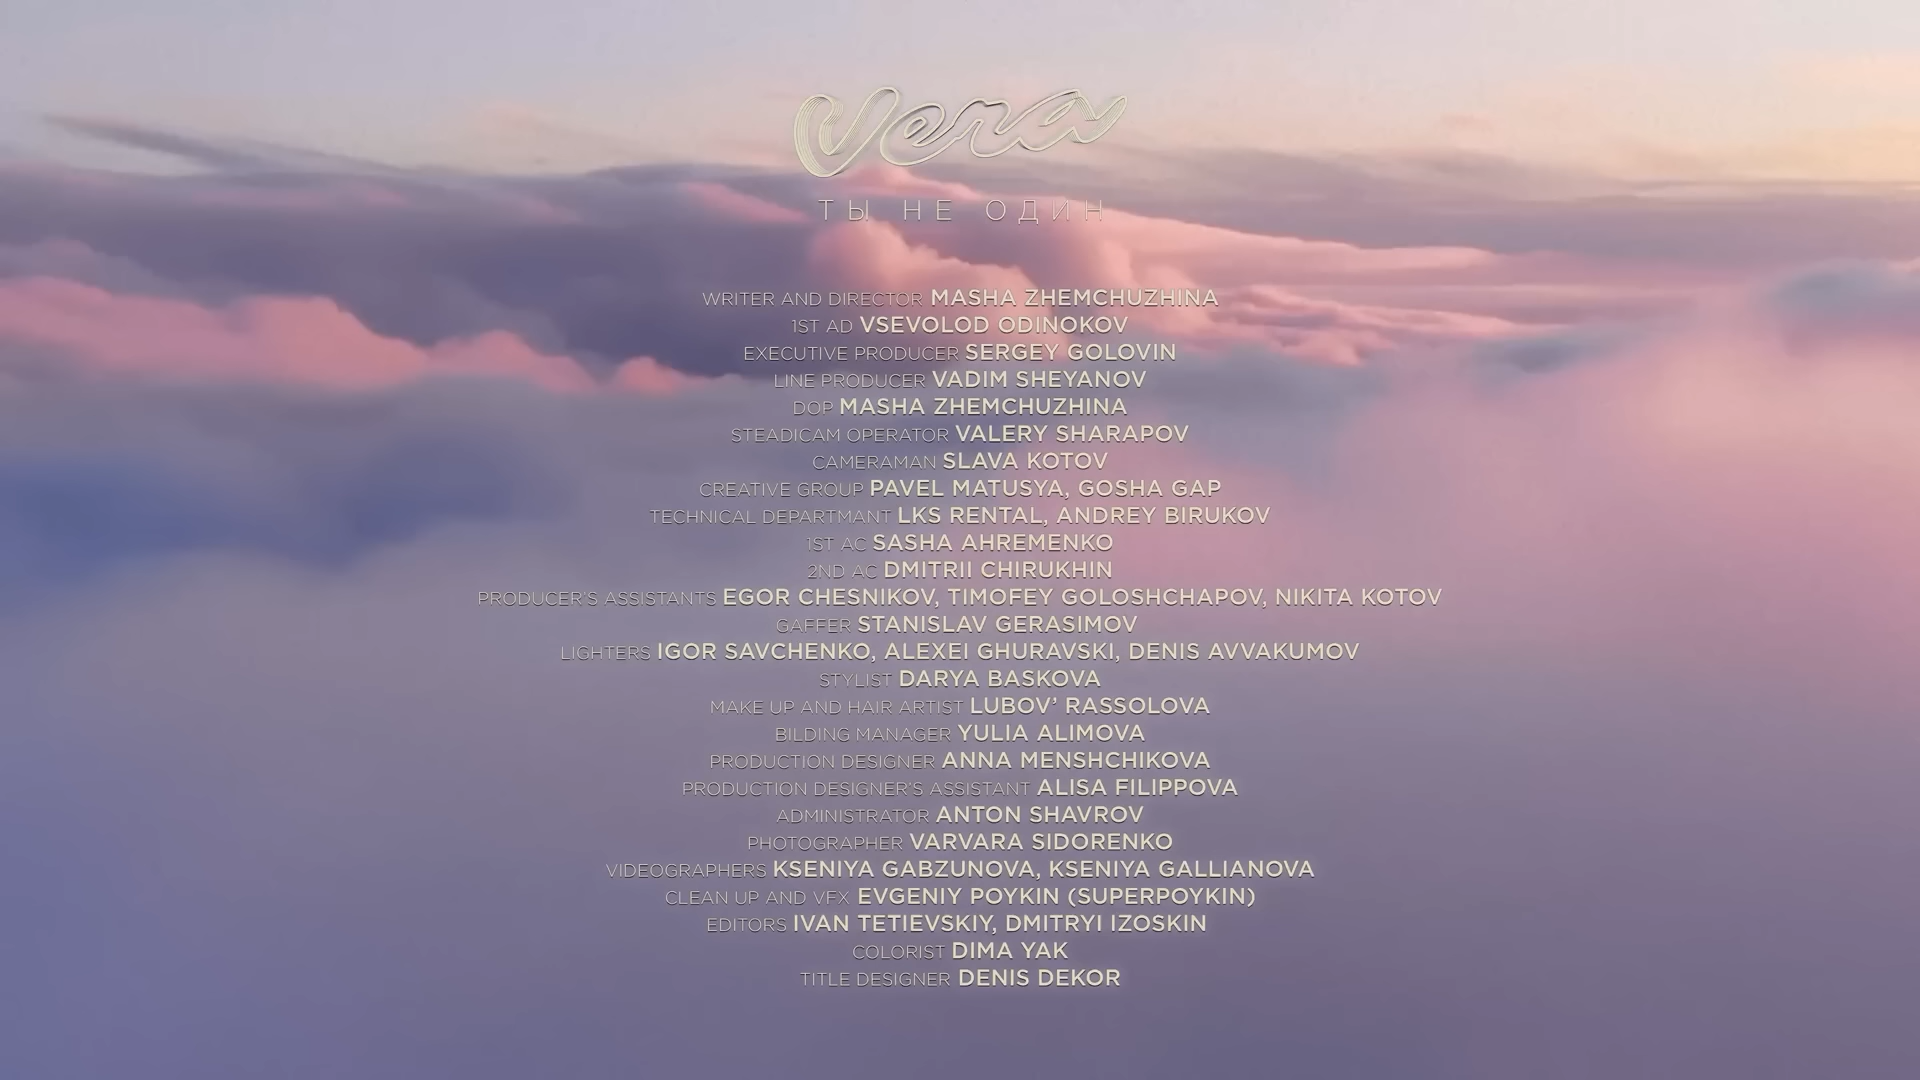 Vera
ТЫ НЕ ОДИН
WRITER AND DIRECTOR MASHA ZHEMCHUZHINA
1ST AD VSEVOLOD ODINOKOV
EXECUTIVE PRODUCER SERGEY GOLOVIN
LINE PRODUCER VADIM SHEYANOV
DOP MASHA ZHEMCHUZHINA
STEADICAM OPERATOR VALERY SHARAPOV
CAMERAMAN SLAVA KOTOV
CREATIVE GROUP PAVEL MATUSYA, GOSHA GAP
TECHNICAL DEPARTMANT LKS RENTAL, ANDREY BIRUKOV
1ST AC SASHA AHREMENKO
2ND AC DMITRII CHIRUKHIN
PRODUCER'S ASSISTANTS EGOR CHESNIKOV, TIMOFEY GOLOSHCHAPOV, NIKITA KOTOV
GAFFER STANISLAV GERASIMOV
LIGHTERS IGOR SAVCHENKO, ALEXEI GHURAVSKI, DENIS AVVAKUMOV
STYLIST DARYA BASKOVA
MAKE UP AND HAIR ARTIST LUBOV’ RASSOLOVA
BILDING MANAGER YULIA ALIMOVA
PRODUCTION DESIGNER ANNA MENSHCHIKOVA
PRODUCTION DESIGNER'S ASSISTANT ALISA FILIPPOVA
ADMINISTRATOR ANTON SHAVROV
PHOTOGRAPHER VARVARA SIDORENKO
VIDEOGRAPHERS KSENIYA GABZUNOVA, KSENIYA GALLIANOVA
CLEAN UP AND VFX EVGENIY POYKIN (SUPERPOYKIN)
EDITORS IVAN TETIEVSKIY, DMITRYI IZOSKIN
COLORIST DIMA YAK
TITLE DESIGNER DENIS DEKOR